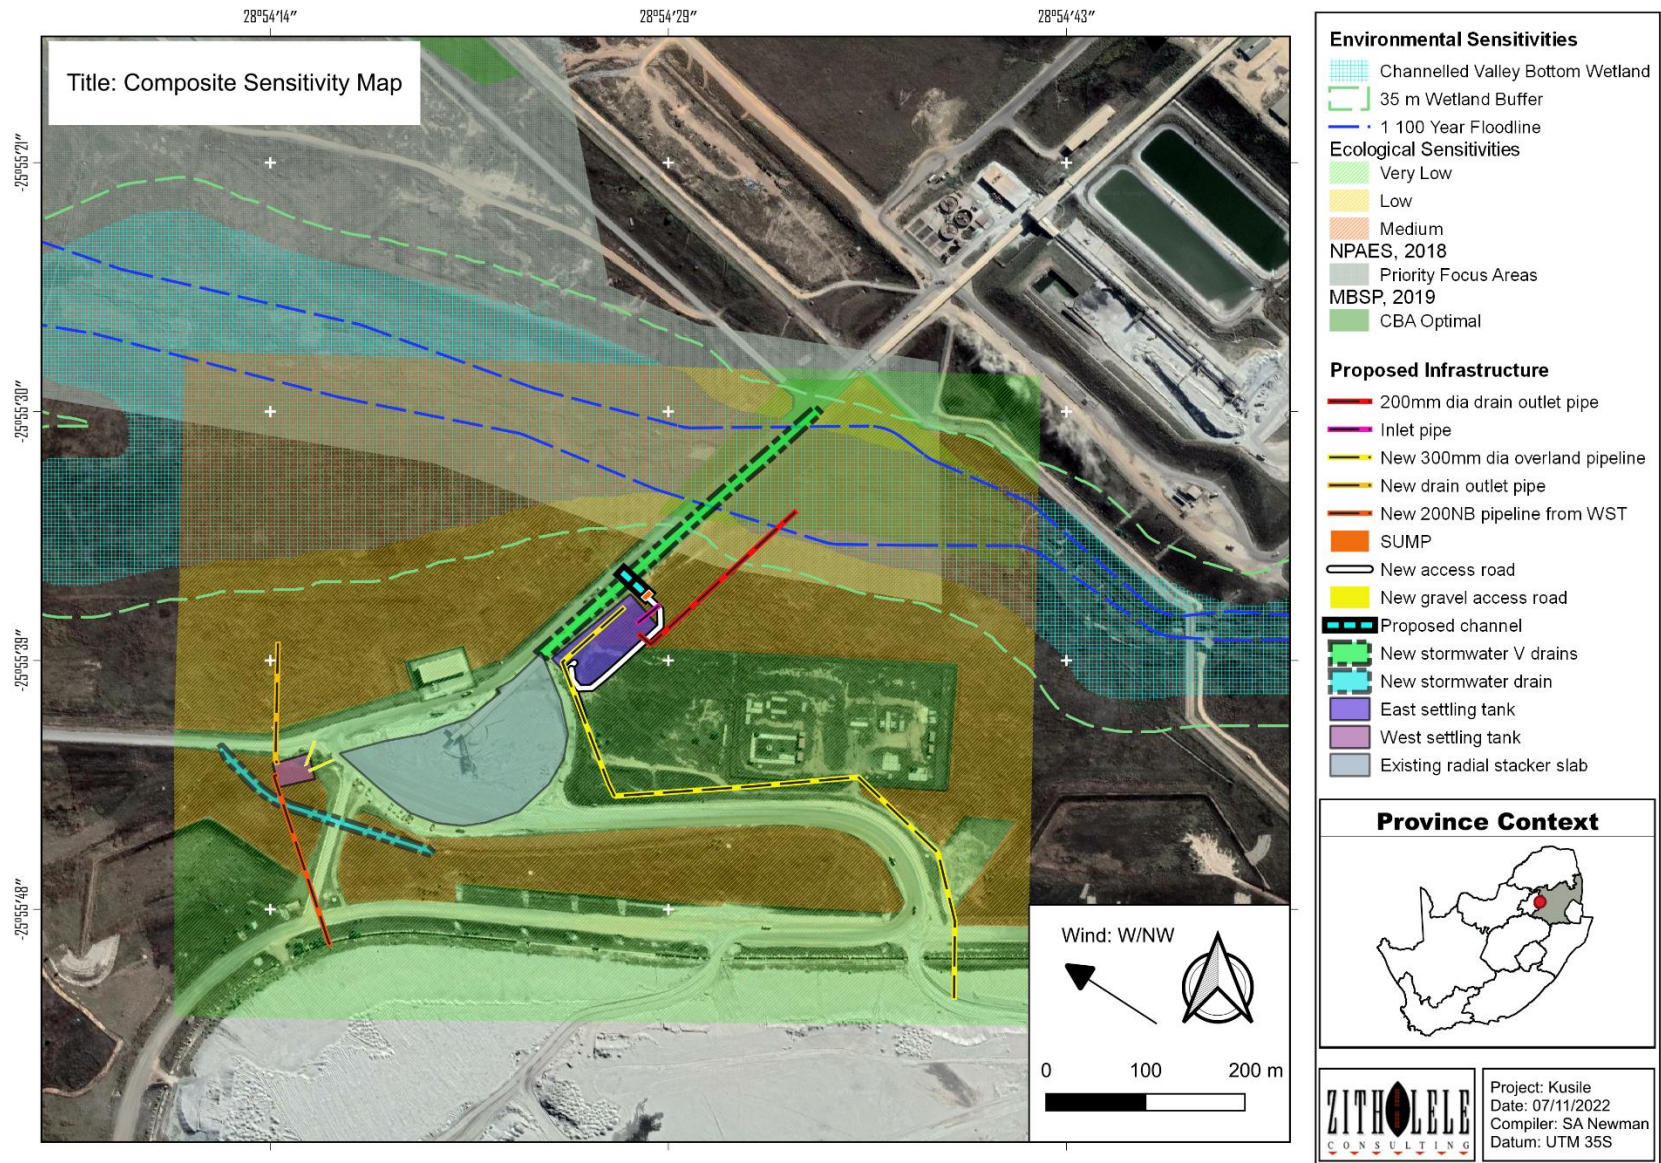 28°54′14″
28°54′29″
28°54′43″
Title: Composite Sensitivity Map
-25°55′21″
-25°55′30″
-25°55′39″
-25°55′48″
Wind: W/NW
0 100 200 m
Environmental Sensitivities
Channelled Valley Bottom Wetland
35 m Wetland Buffer
1 100 Year Floodline
Ecological Sensitivities
Very Low
Low
Medium
NPAES, 2018
Priority Focus Areas
MBSP, 2019
CBA Optimal
Proposed Infrastructure
200mm dia drain outlet pipe
Inlet pipe
New 300mm dia overland pipeline
New drain outlet pipe
New 200NB pipeline from WST
SUMP
New access road
New gravel access road
Proposed channel
New stormwater V drains
New stormwater drain
East settling tank
West settling tank
Existing radial stacker slab
Province Context
ZITHOLELE
CONSULTING
Project: Kusile
Date: 07/11/2022
Compiler: SA Newman
Datum: UTM 35S